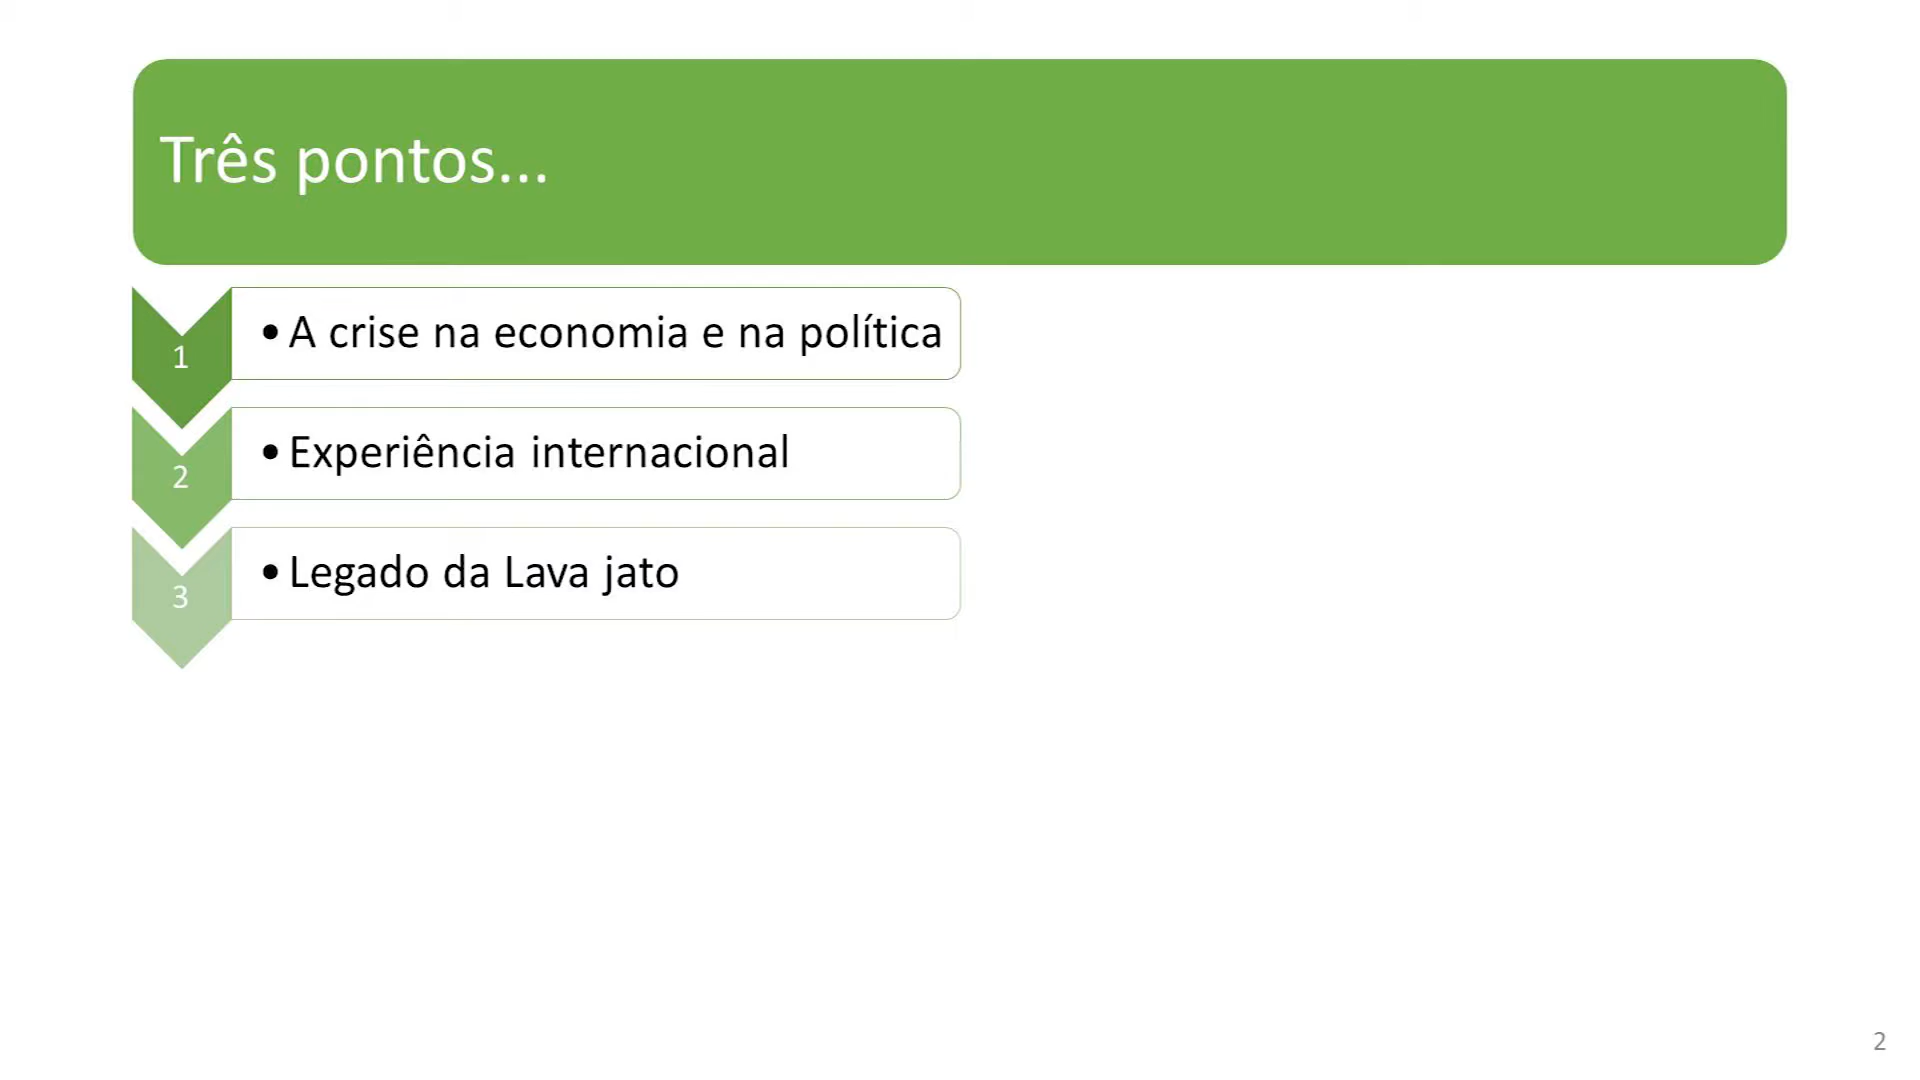 Três pontos...
1
• A crise na economia e na política
2
• Experiência internacional
3
• Legado da Lava jato
2